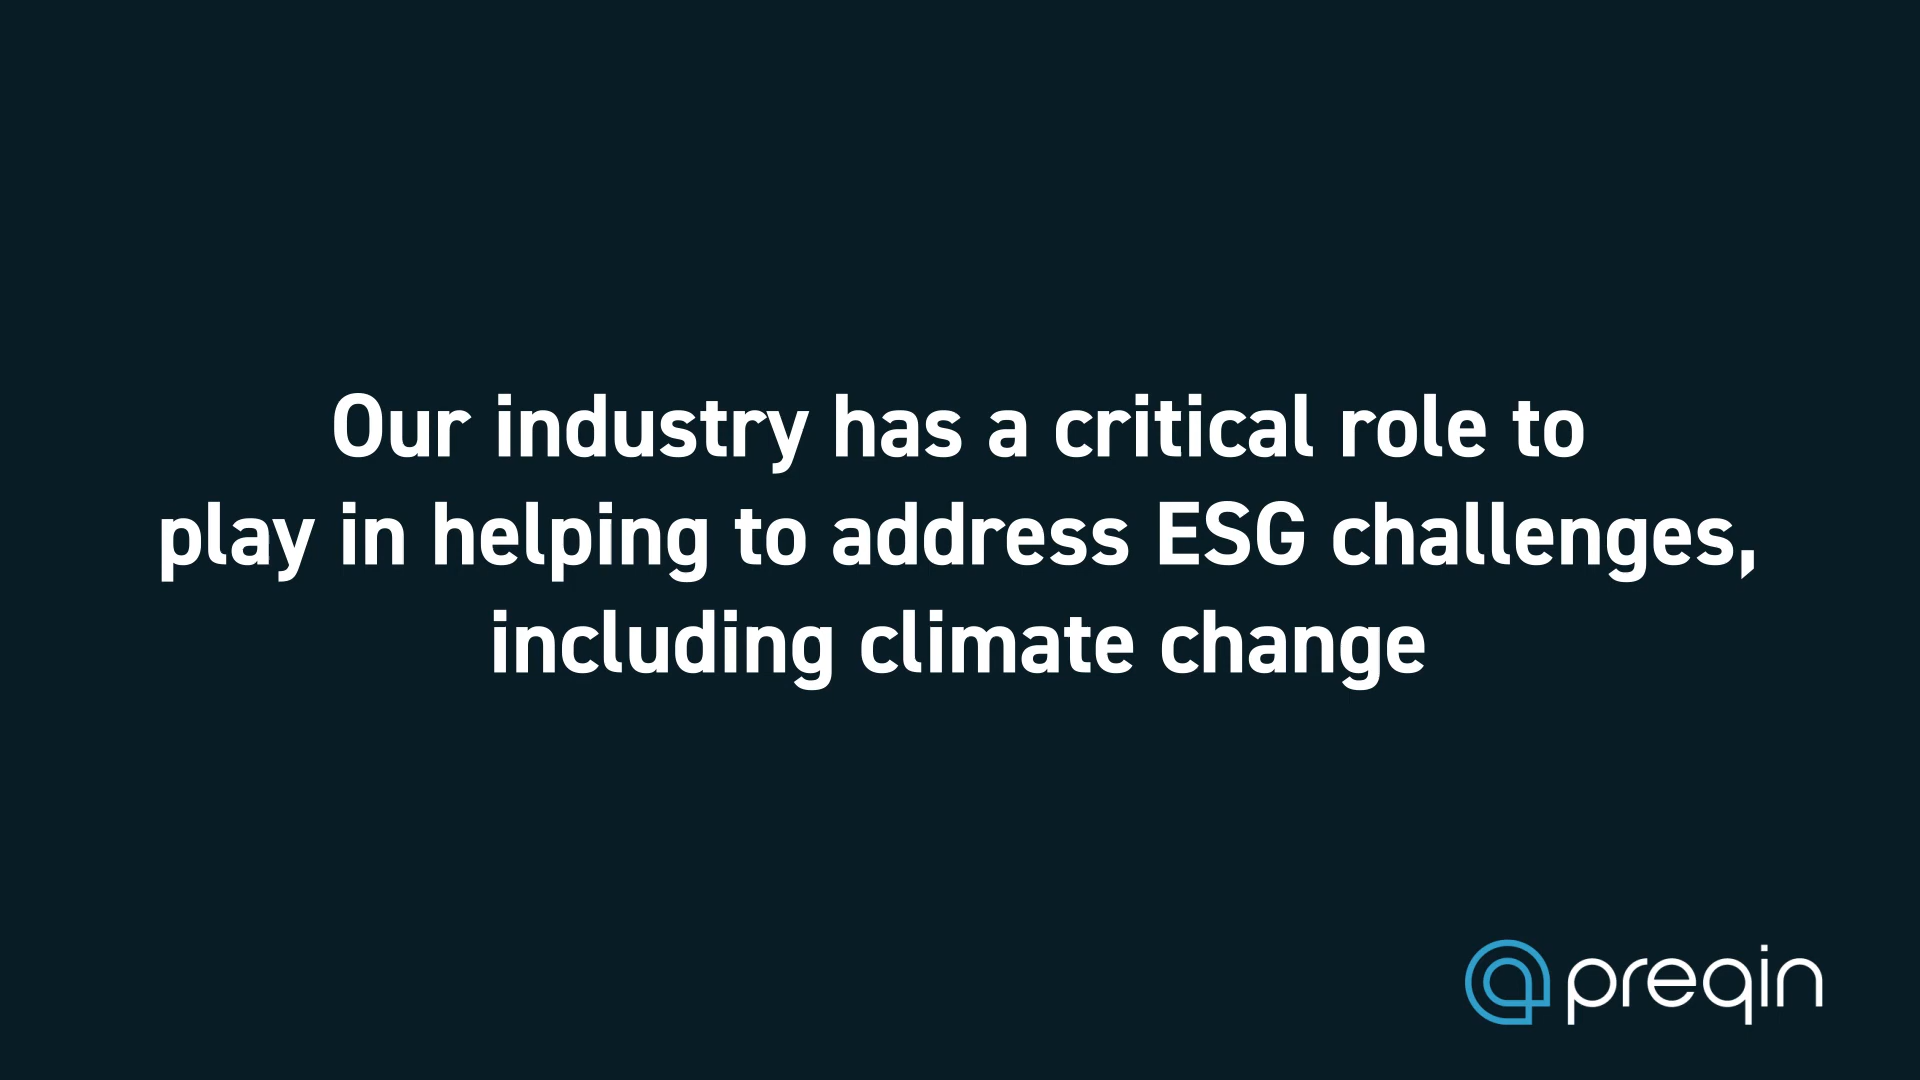 Our industry has a critical role to
play in helping to address ESG challenges,
including climate change
preqin